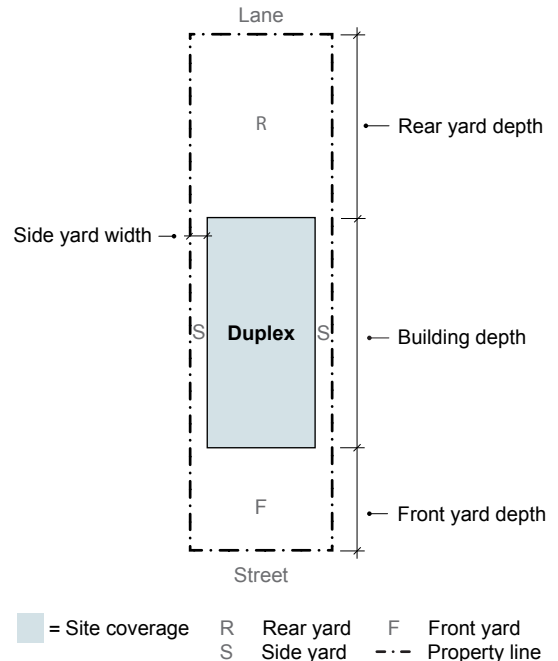 Lane
R
Rear yard depth
Side yard width
S
Duplex
S
Building depth
F
Front yard depth
Street
= Site coverage R Rear yard F Front yard
S Side yard Property line